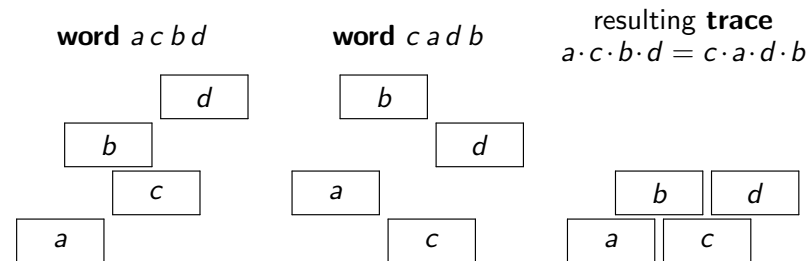 word a c b d
d
b
c
a
word c a d b
b
d
a
c
resulting trace
a · c · b · d = c · a · d · b
b d
a c